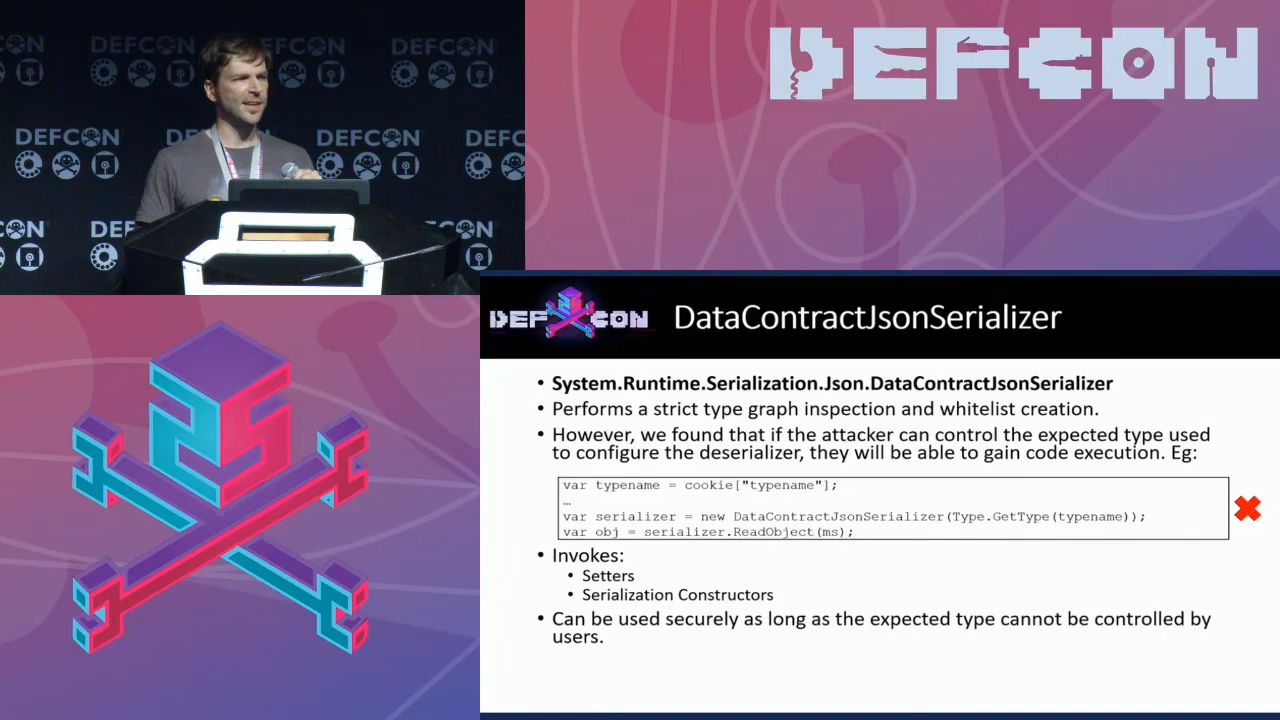 DEFCON
DEFCON
DEFCON
DEFCON
DEFCON
DEFCON
DEFCON
DEFCON
DEF CON
DataContractJsonSerializer
• System.Runtime.Serialization.Json.DataContractJsonSerializer
• Performs a strict type graph inspection and whitelist creation.
• However, we found that if the attacker can control the expected type used
to configure the deserializer, they will be able to gain code execution. Eg:
var typename = cookie["typename"];
…
var serializer = new DataContractJsonSerializer(Type.GetType(typename));
var obj = serializer.ReadObject(ms);
• Invokes:
• Setters
• Serialization Constructors
• Can be used securely as long as the expected type cannot be controlled by
users.